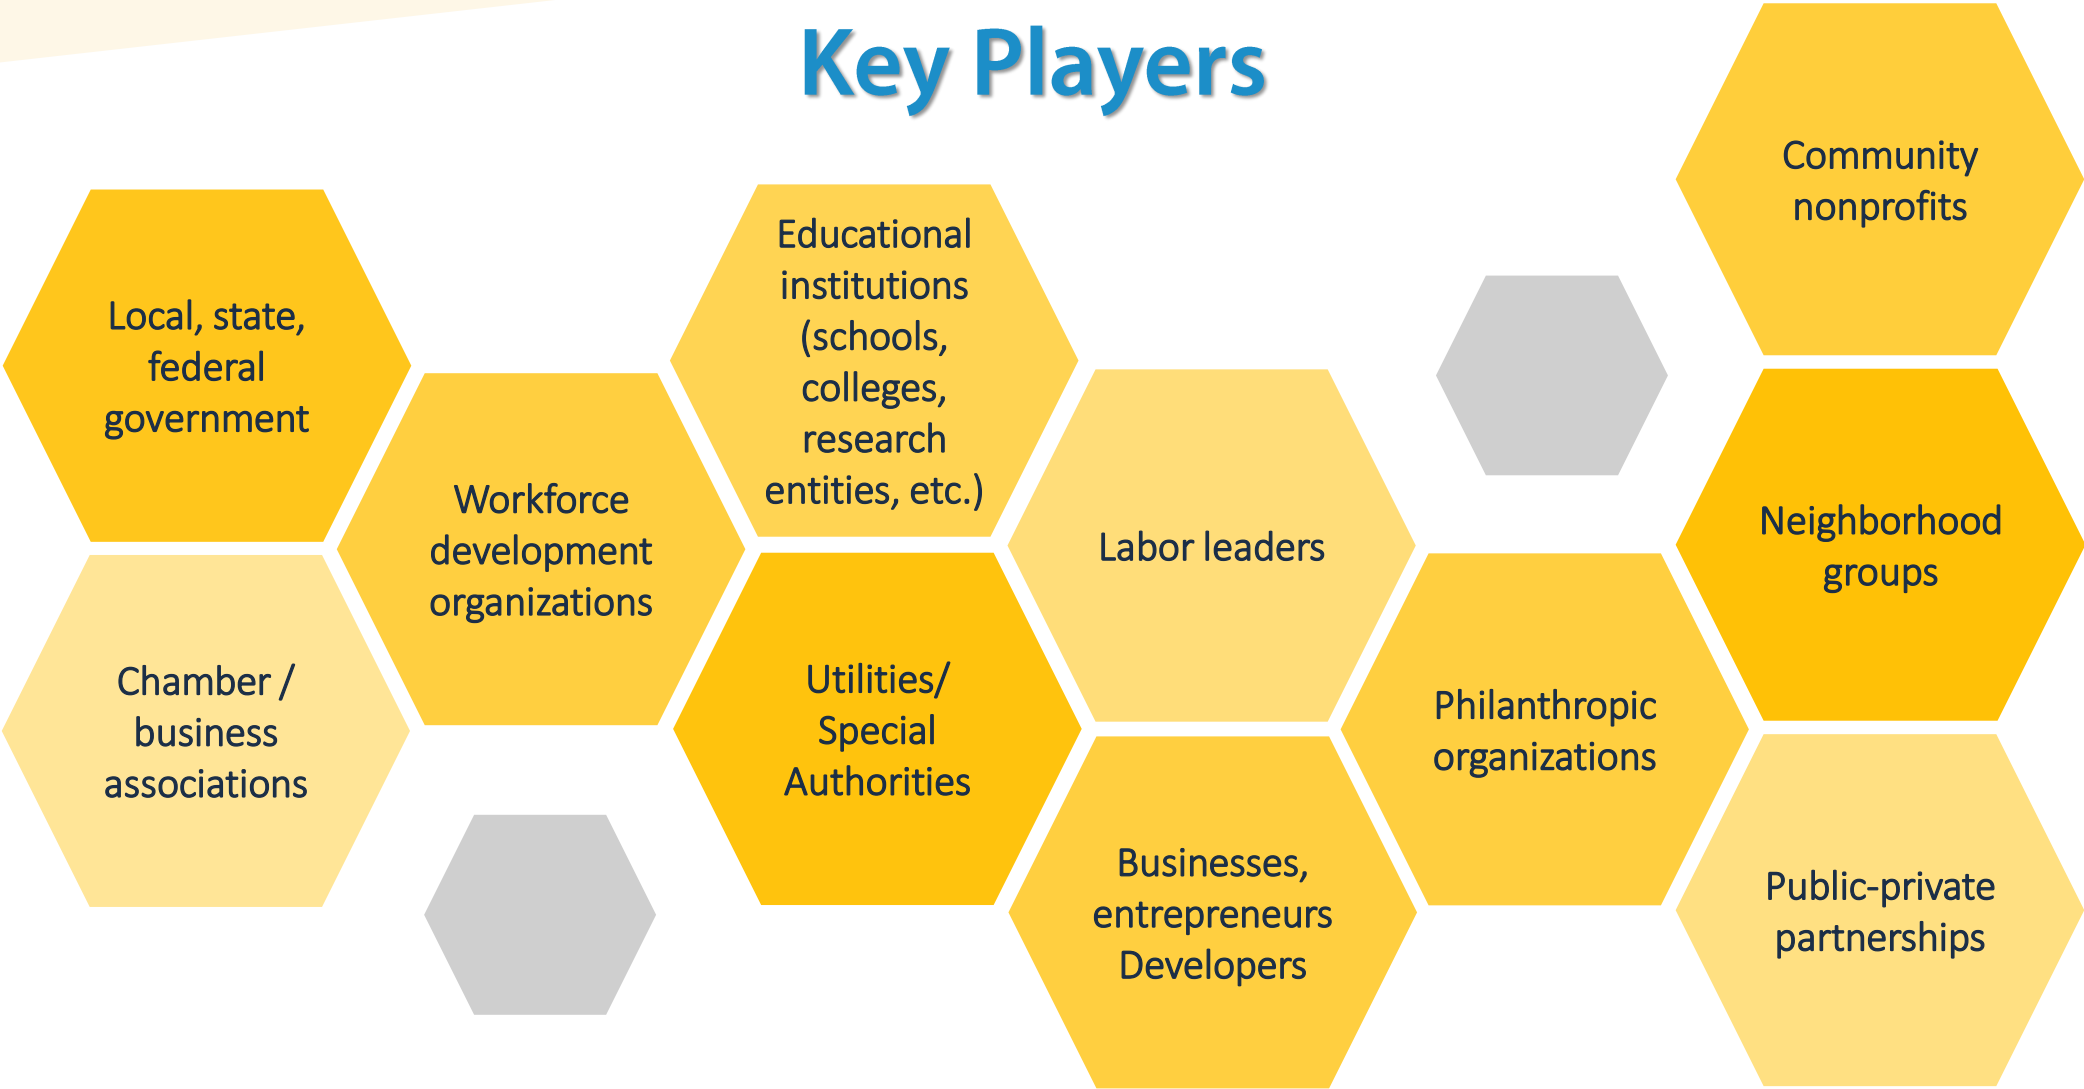 Key Players
Local, state,
federal
government
Chamber /
business
associations
Workforce
development
organizations
Educational
institutions
(schools,
colleges,
research
entities, etc.)
Utilities/
Special
Authorities
Labor leaders
Businesses,
entrepreneurs
Developers
Philanthropic
organizations
Community
nonprofits
Neighborhood
groups
Public-private
partnerships